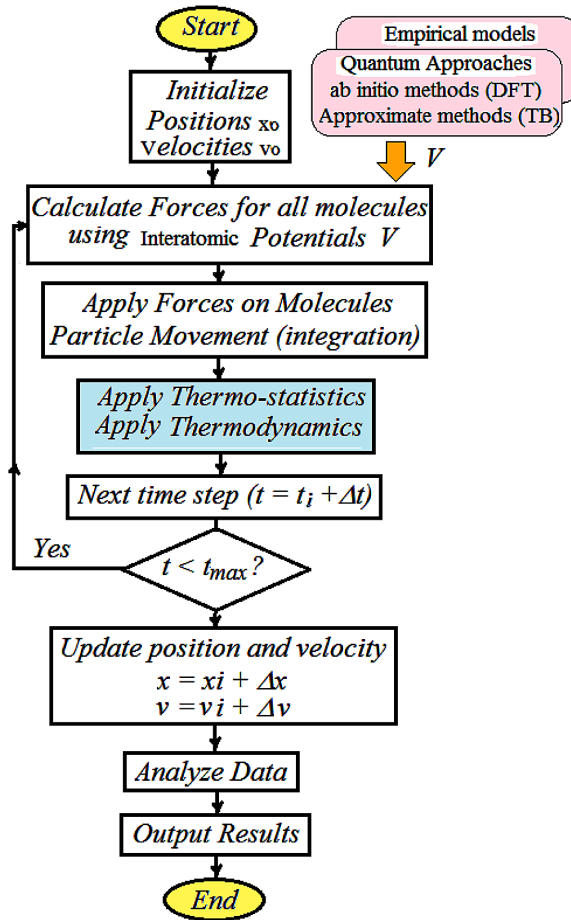 Start
Empirical models
Quantum Approaches
ab initio methods (DFT)
Approximate methods (TB)
V
Initialize
Positions x₀
Velocities v₀
Calculate Forces for all molecules
using Interatomic Potentials V
Apply Forces on Molecules
Particle Movement (integration)
Apply Thermo-statistics
Apply Thermodynamics
Next time step (t = tᵢ + Δt)
Yes
t < tₘₐₓ?
Update position and velocity
x = xi + Δx
v = vi + Δv
Analyze Data
Output Results
End